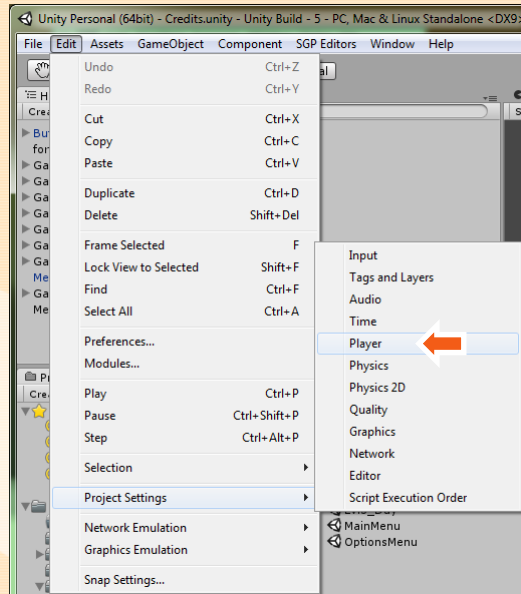 Unity Personal (64bit) - Credits.unity - Unity Build - 5 - PC, Mac & Linux Standalone <DX9>
File Edit Assets GameObject Component SGP Editors Window Help
Undo Ctrl+Z
Redo Ctrl+Y
Cut Ctrl+X
Copy Ctrl+C
Paste Ctrl+V
Duplicate Ctrl+D
Delete Shift+Del
Frame Selected F
Lock View to Selected Shift+F
Find Ctrl+F
Select All Ctrl+A
Preferences...
Modules...
Play Ctrl+P
Pause Ctrl+Shift+P
Step Ctrl+Alt+P
Selection
Project Settings
Network Emulation
Graphics Emulation
Snap Settings...
Input
Tags and Layers
Audio
Time
Player
Physics
Physics 2D
Quality
Graphics
Network
Editor
Script Execution Order
MainMenu
OptionsMenu